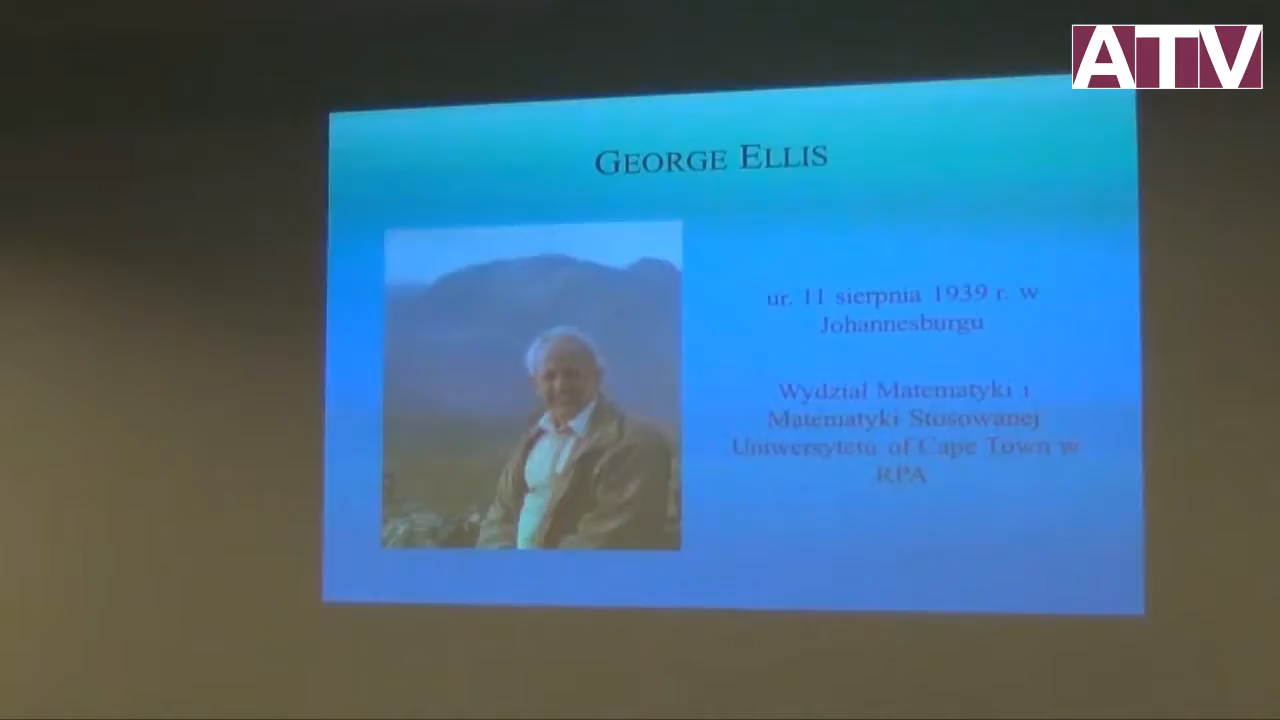 ATV
GEORGE ELLIS
ur. 11 sierpnia 1939 r. w
Johannesburgu
Wydział Matematyki i
Matematyki Stosowanej
Uniwersytetu of Cape Town w
RPA